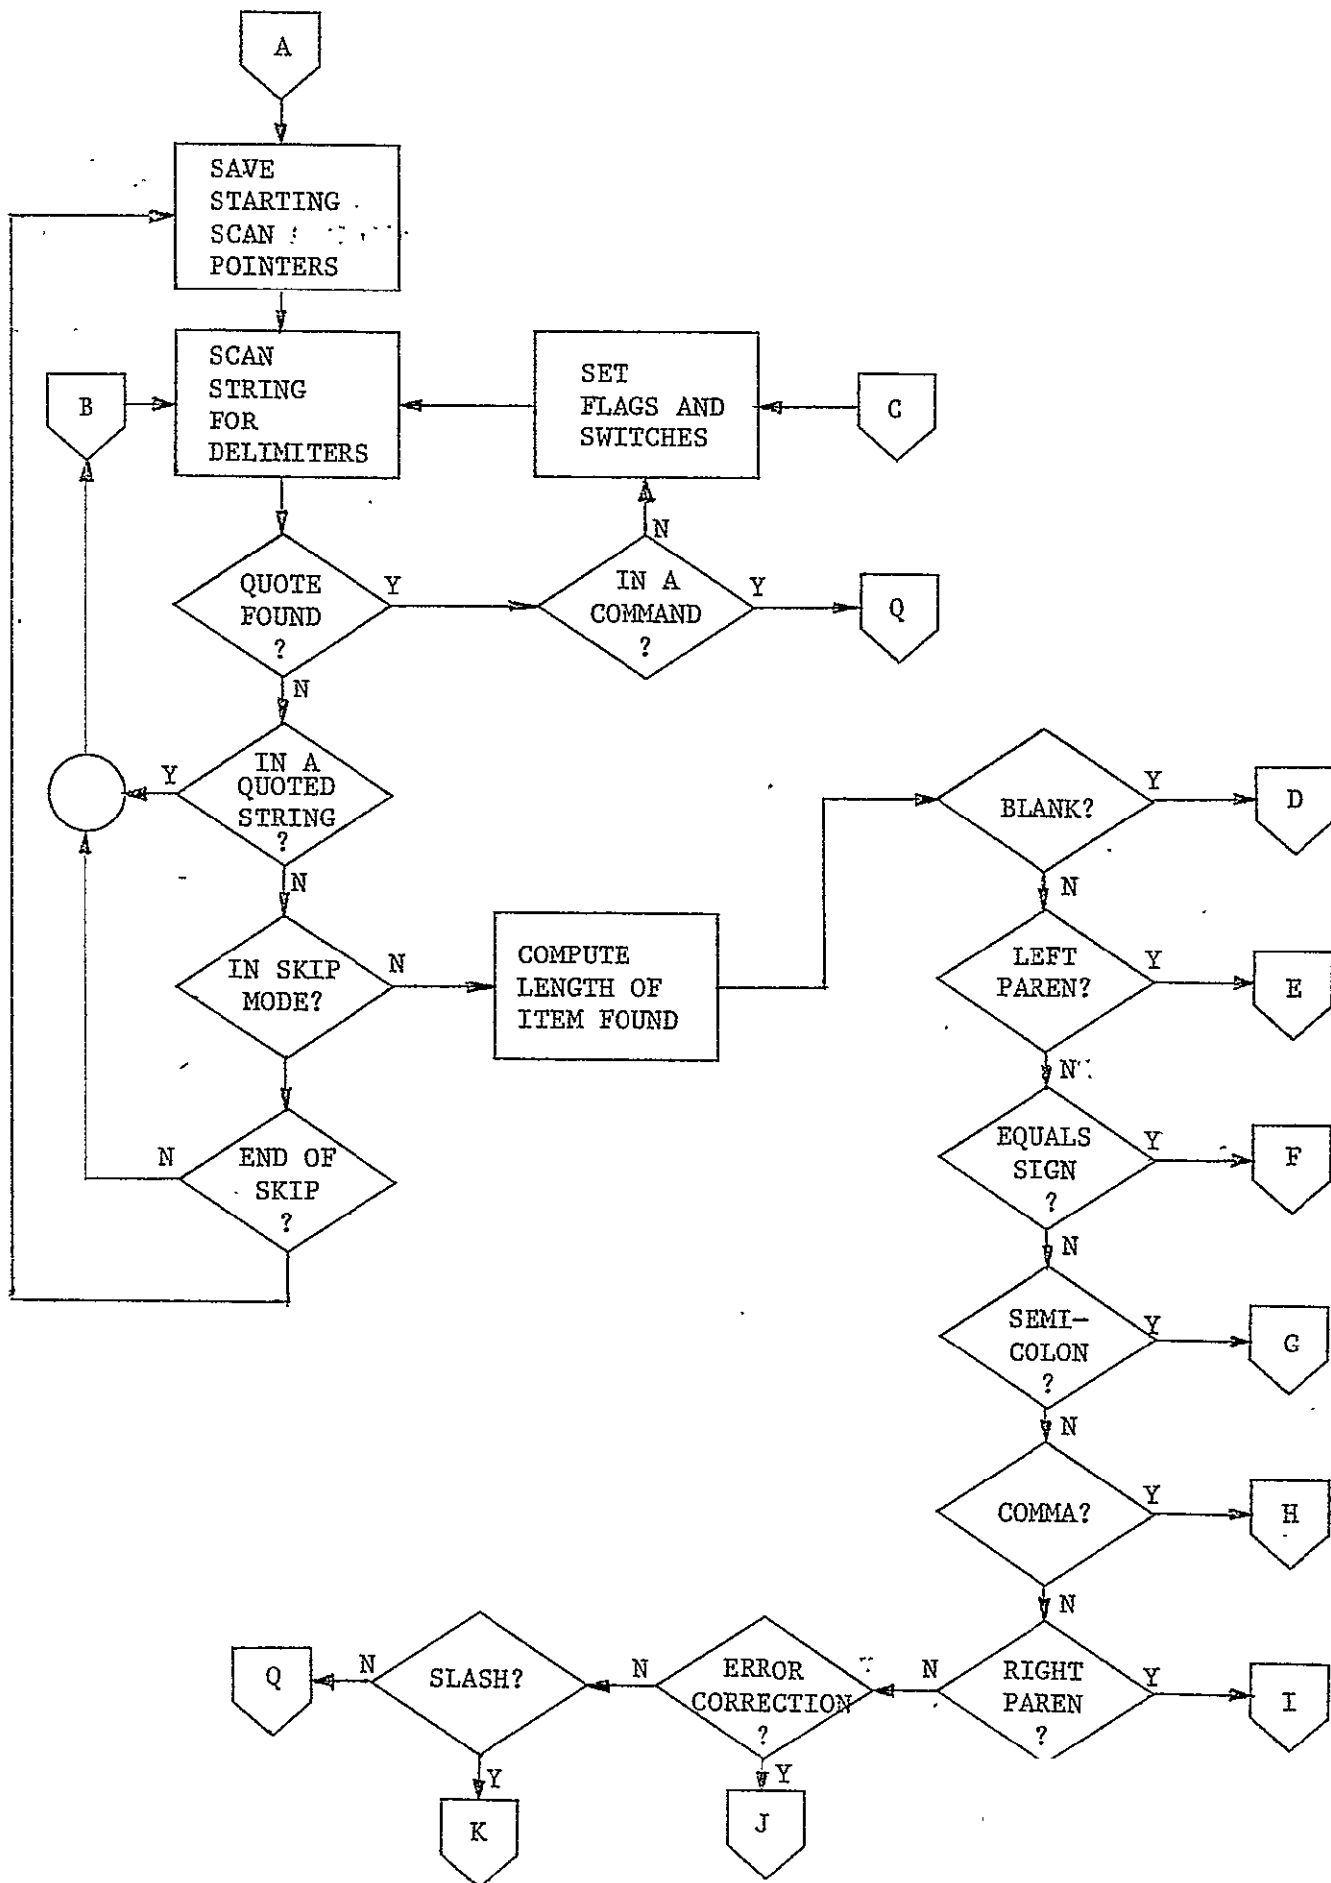 A
SAVE
STARTING
SCAN
POINTERS
SCAN
STRING
FOR
DELIMITERS
B
SET
FLAGS AND
SWITCHES
C
N
QUOTE
FOUND
?
Y
IN A
COMMAND
?
Y
Q
N
IN A
QUOTED
STRING
?
Y
N
IN SKIP
MODE?
N
COMPUTE
LENGTH OF
ITEM FOUND
END OF
SKIP
?
N
BLANK?
Y
D
N
LEFT
PAREN?
Y
E
N
EQUALS
SIGN
?
Y
F
N
SEMI-
COLON
?
Y
G
N
COMMA?
Y
H
N
RIGHT
PAREN
?
Y
I
N
ERROR
CORRECTION
?
Y
J
N
SLASH?
Y
K
N
Q